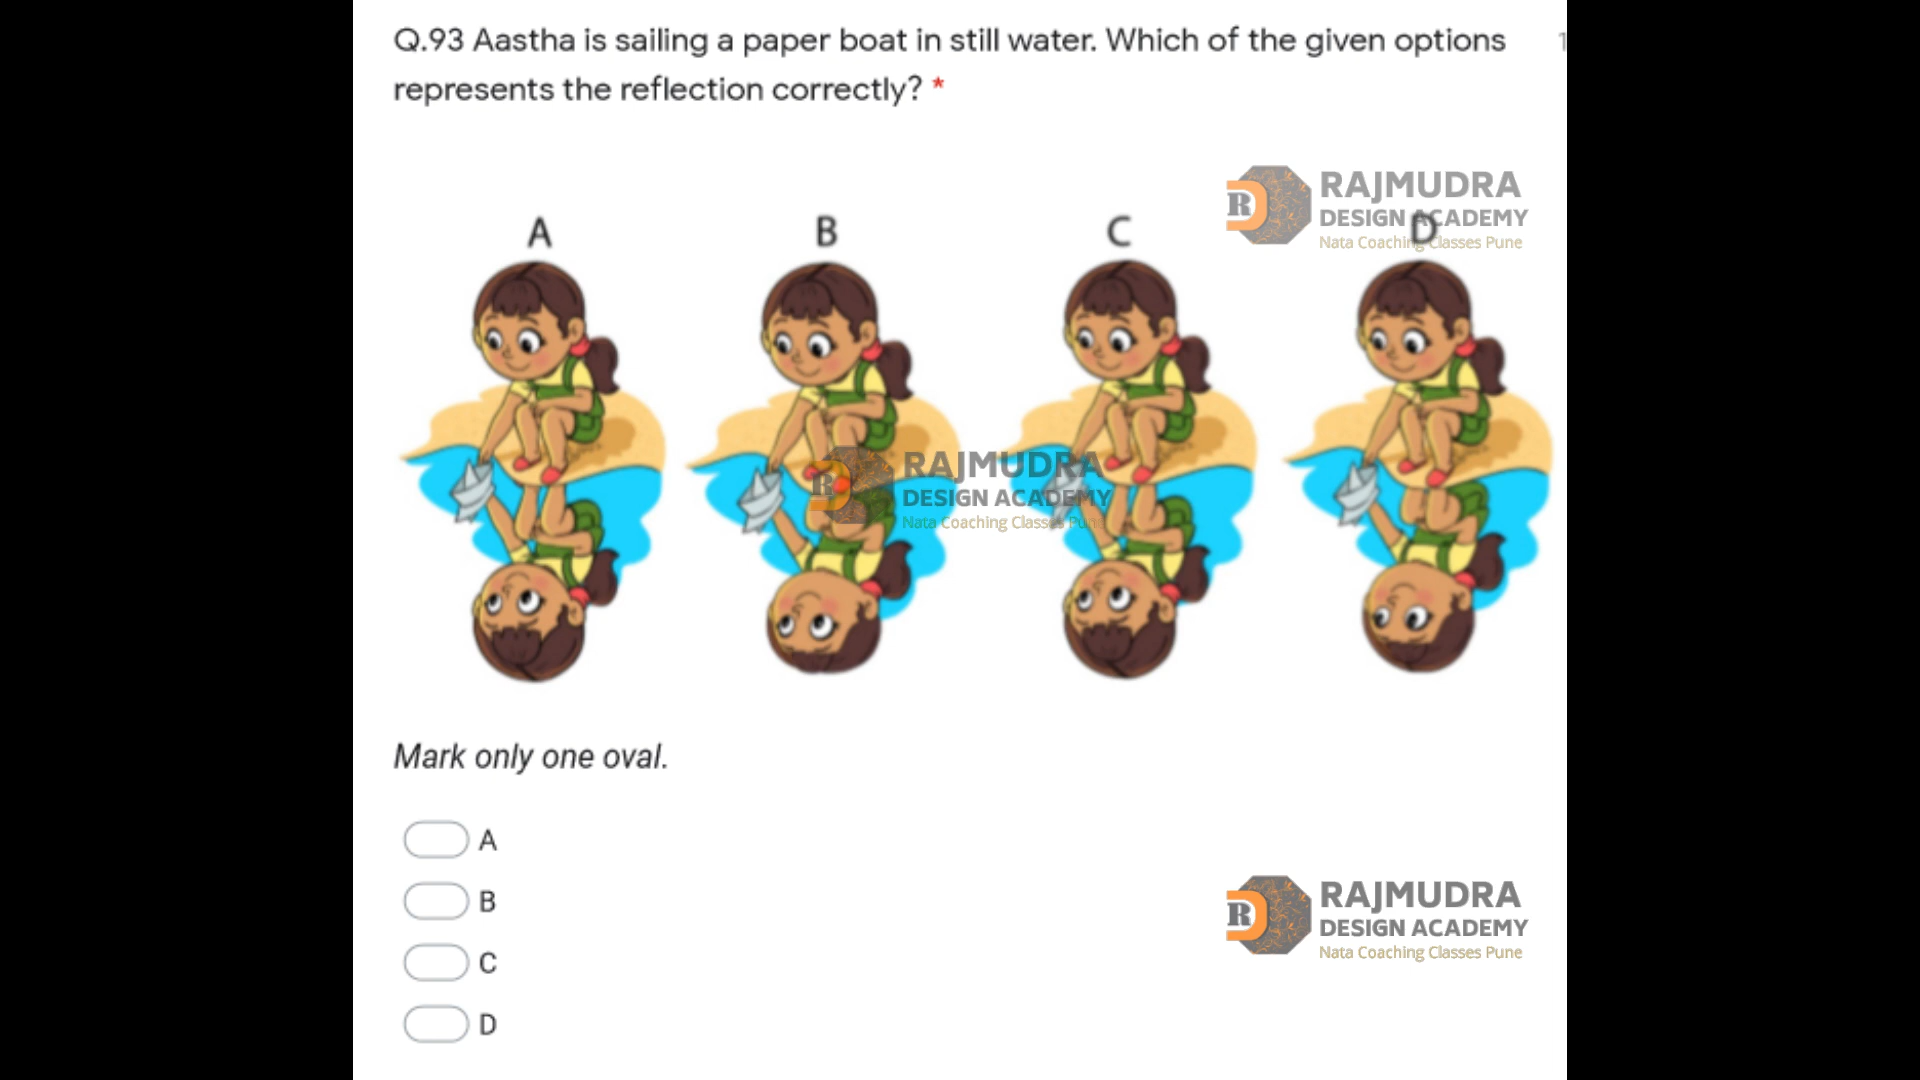 Q.93 Aastha is sailing a paper boat in still water. Which of the given options
represents the reflection correctly? *
1
RAJMUDRA
DESIGN ACADEMY
Nata Coaching Classes Pune
A B C D
RAJMUDRA
DESIGN ACADEMY
Nata Coaching Classes Pune
Mark only one oval.
A
B
C
D
RAJMUDRA
DESIGN ACADEMY
Nata Coaching Classes Pune